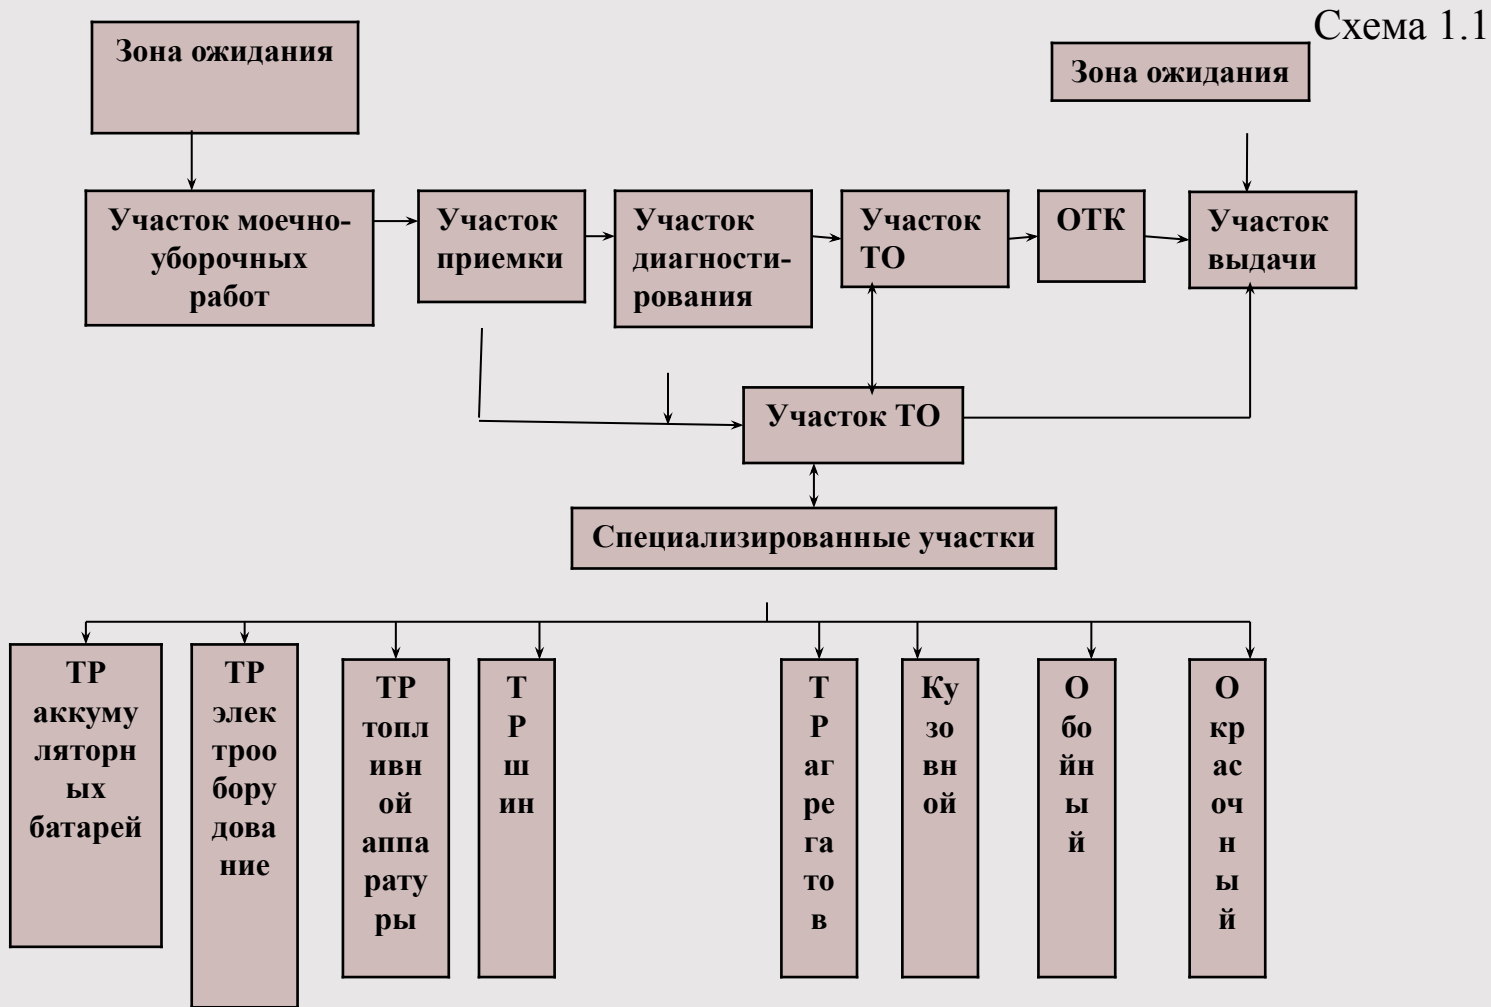 Схема 1.1
Зона ожидания
Зона ожидания
Участок моечно-
уборочных
работ
Участок
приемки
Участок
диагности-
рования
Участок
ТО
ОТК
Участок
выдачи
Участок ТО
Специализированные участки
ТР
аккуму
ляторн
ых
батарей
ТР
элек
троо
бору
дова
ние
ТР
топл
ивн
ой
аппа
рату
ры
Т
Р
ш
ин
Т
Р
аг
ре
га
то
в
Ку
зо
вн
ой
О
бо
йн
ы
й
О
кр
ас
оч
н
ы
й